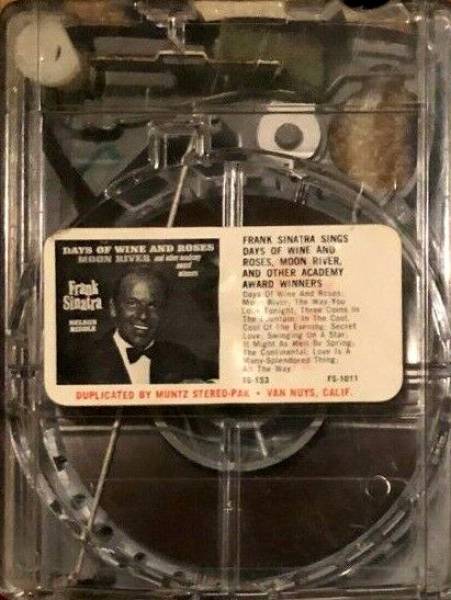 DAYS OF WINE AND ROSES
MOON RIVER and other academy
award
winners
Frank
Sinatra
NELSON
RIDDLE
FRANK SINATRA SINGS
DAYS OF WINE AND
ROSES, MOON RIVER,
AND OTHER ACADEMY
AWARD WINNERS
Days Of Wine And Roses;
Moon River, The Way You
Look Tonight, Three Coins In
The Fountain; In The Cool,
Cool Of The Evening; Secret
Love; Swinging On A Star;
It Might As Well Be Spring;
The Continental; Love Is A
Many-Splendored Thing;
All The Way
10-153 FS-1011
DUPLICATED BY MUNTZ STEREO-PAK • VAN NUYS, CALIF.